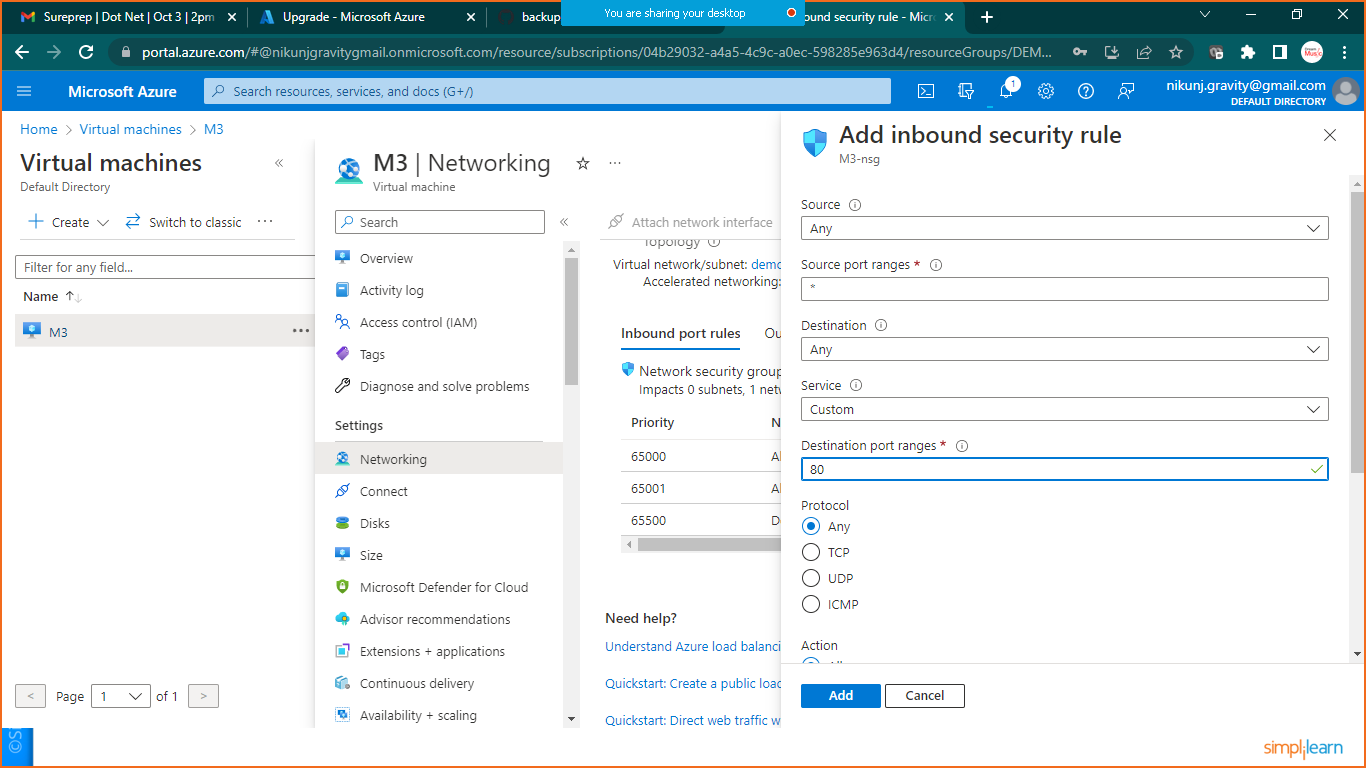 Sureprep | Dot Net | Oct 3 | 2pm
Upgrade - Microsoft Azure
backup
You are sharing your desktop
ound security rule - Micr
portal.azure.com/#@nikunjgravitygmail.onmicrosoft.com/resource/subscriptions/04b29032-a4a5-4c9c-a0ec-598285e963d4/resourceGroups/DEM...
Microsoft Azure
Search resources, services, and docs (G+/)
1
nikunj.gravity@gmail.com
DEFAULT DIRECTORY
Home > Virtual machines > M3
Virtual machines
«
Default Directory
+ Create
Switch to classic
...
Filter for any field...
Name ↑↓
M3
...
< Page 1 of 1 >
M3 | Networking
...
Virtual machine
Search
«
Overview
Activity log
Access control (IAM)
Tags
Diagnose and solve problems
Settings
Networking
Connect
Disks
Size
Microsoft Defender for Cloud
Advisor recommendations
Extensions + applications
Continuous delivery
Availability + scaling
Attach network interface
Topology
Virtual network/subnet: demo
Accelerated networking:
Inbound port rules
Ou
Network security group
Impacts 0 subnets, 1 netw
Priority
N
65000
Al
65001
Al
65500
D
Need help?
Understand Azure load balanci
Quickstart: Create a public load
Quickstart: Direct web traffic w
Add inbound security rule
M3-nsg
Source
Any
Source port ranges *
*
Destination
Any
Service
Custom
Destination port ranges *
80
Protocol
Any
TCP
UDP
ICMP
Action
Add
Cancel
simplilearn